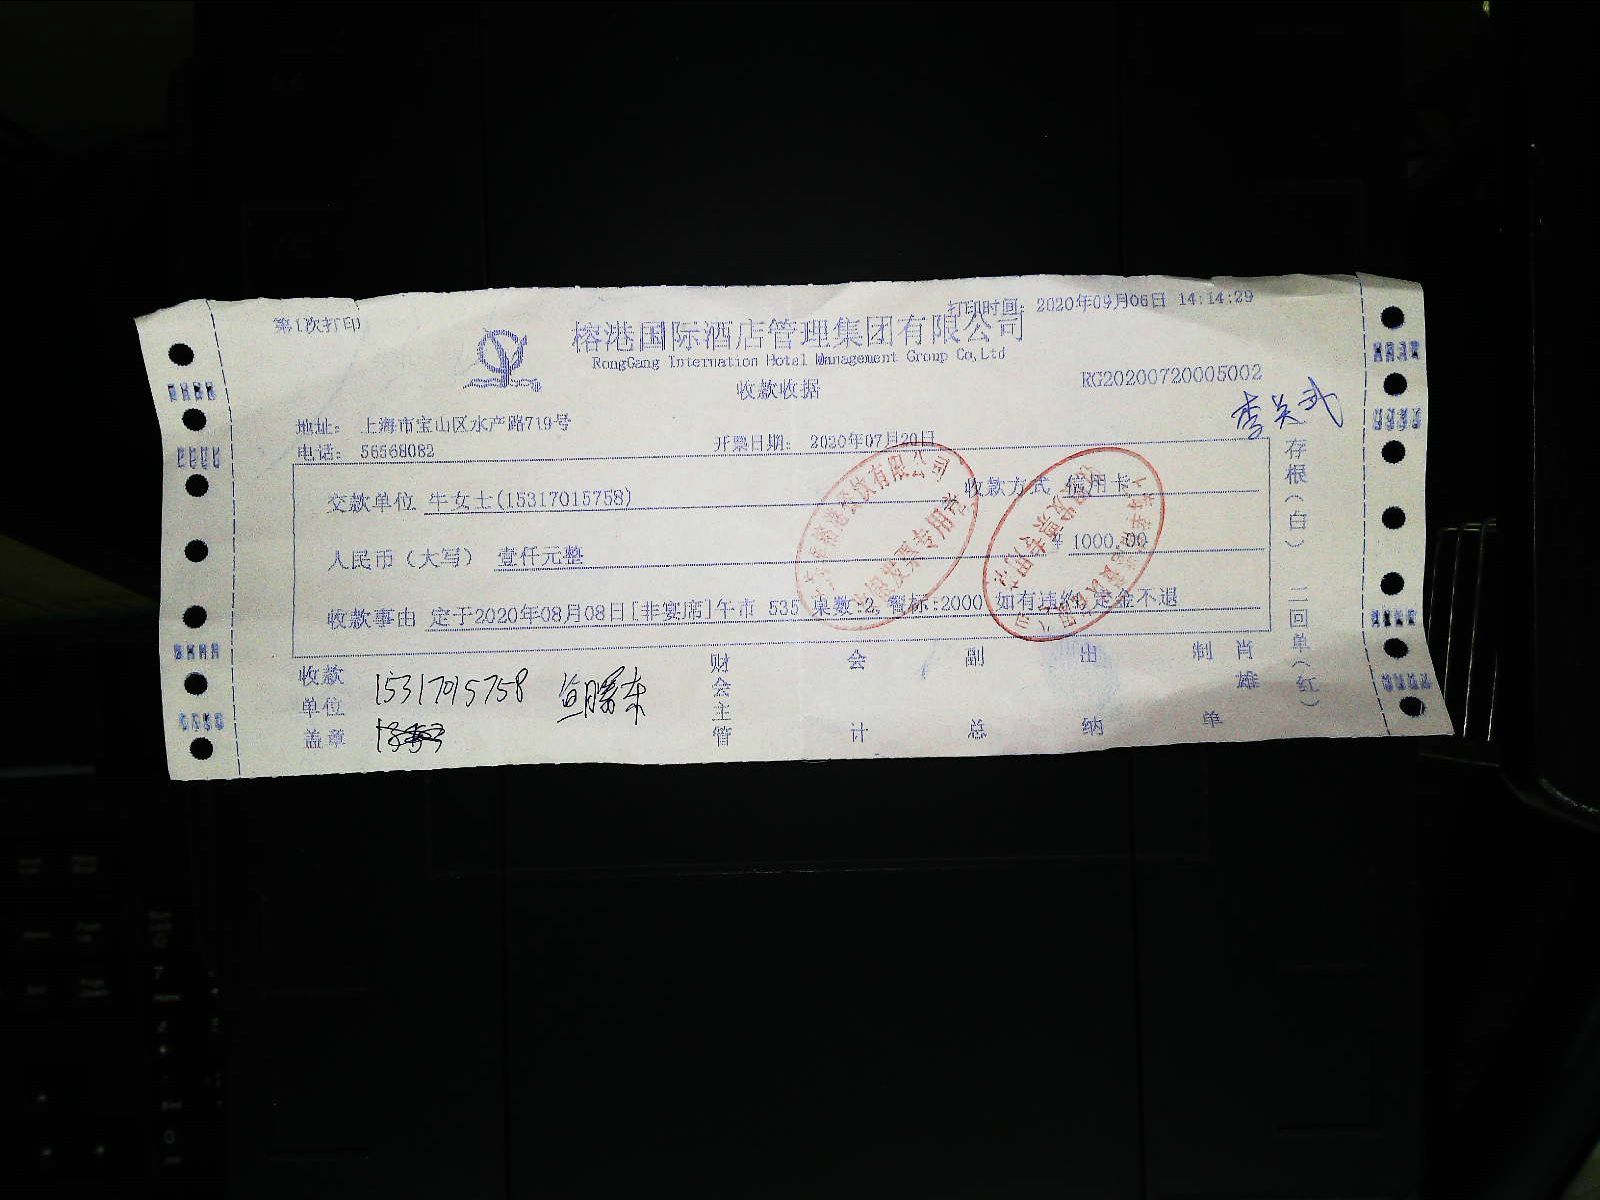 第1次打印
打印时间: 2020年09月06日 14:14:29
榕港国际酒店管理集团有限公司
RongGang Internation Hotel Management Group Co,Ltd
收款收据
RG20200720005002
地址: 上海市宝山区水产路719号
电话: 56568082
开票日期: 2020年07月20日
交款单位 牛女士(15317015758)
收款方式 信用卡
人民币(大写) 壹仟元整
¥ 1000.00
收款事由 定于2020年08月08日[非宴席]午市 535 桌数:2, 餐标:2000 如有违约,定金不退
存根(白) 二回单(红)
收款单位盖章
15317015758
财会主管
会计
副总
出纳
制单
肖雄